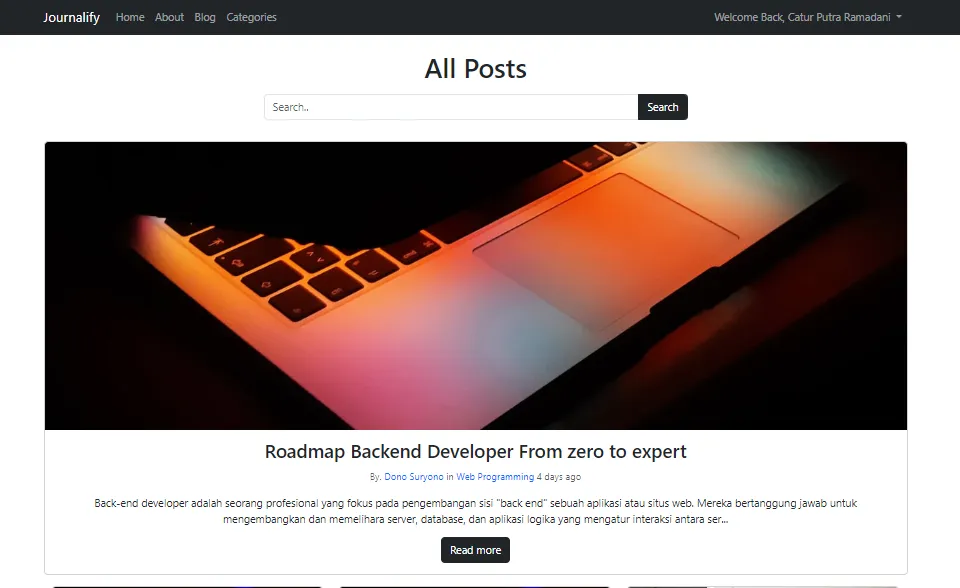 Journalify Home About Blog Categories Welcome Back, Catur Putra Ramadani
All Posts
Search.. Search
Roadmap Backend Developer From zero to expert
By. Dono Suryono in Web Programming 4 days ago
Back-end developer adalah seorang profesional yang fokus pada pengembangan sisi "back end" sebuah aplikasi atau situs web. Mereka bertanggung jawab untuk
mengembangkan dan memelihara server, database, dan aplikasi logika yang mengatur interaksi antara ser...
Read more